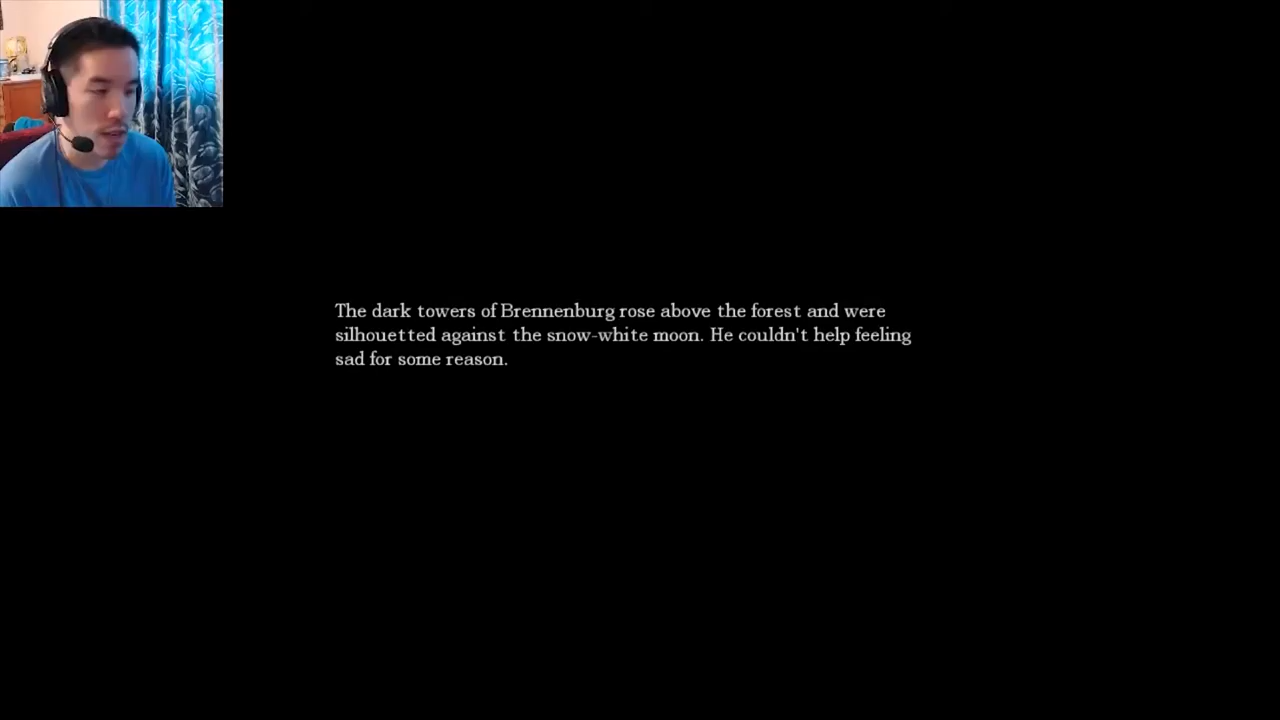 The dark towers of Brennenburg rose above the forest and were
silhouetted against the snow-white moon. He couldn't help feeling
sad for some reason.